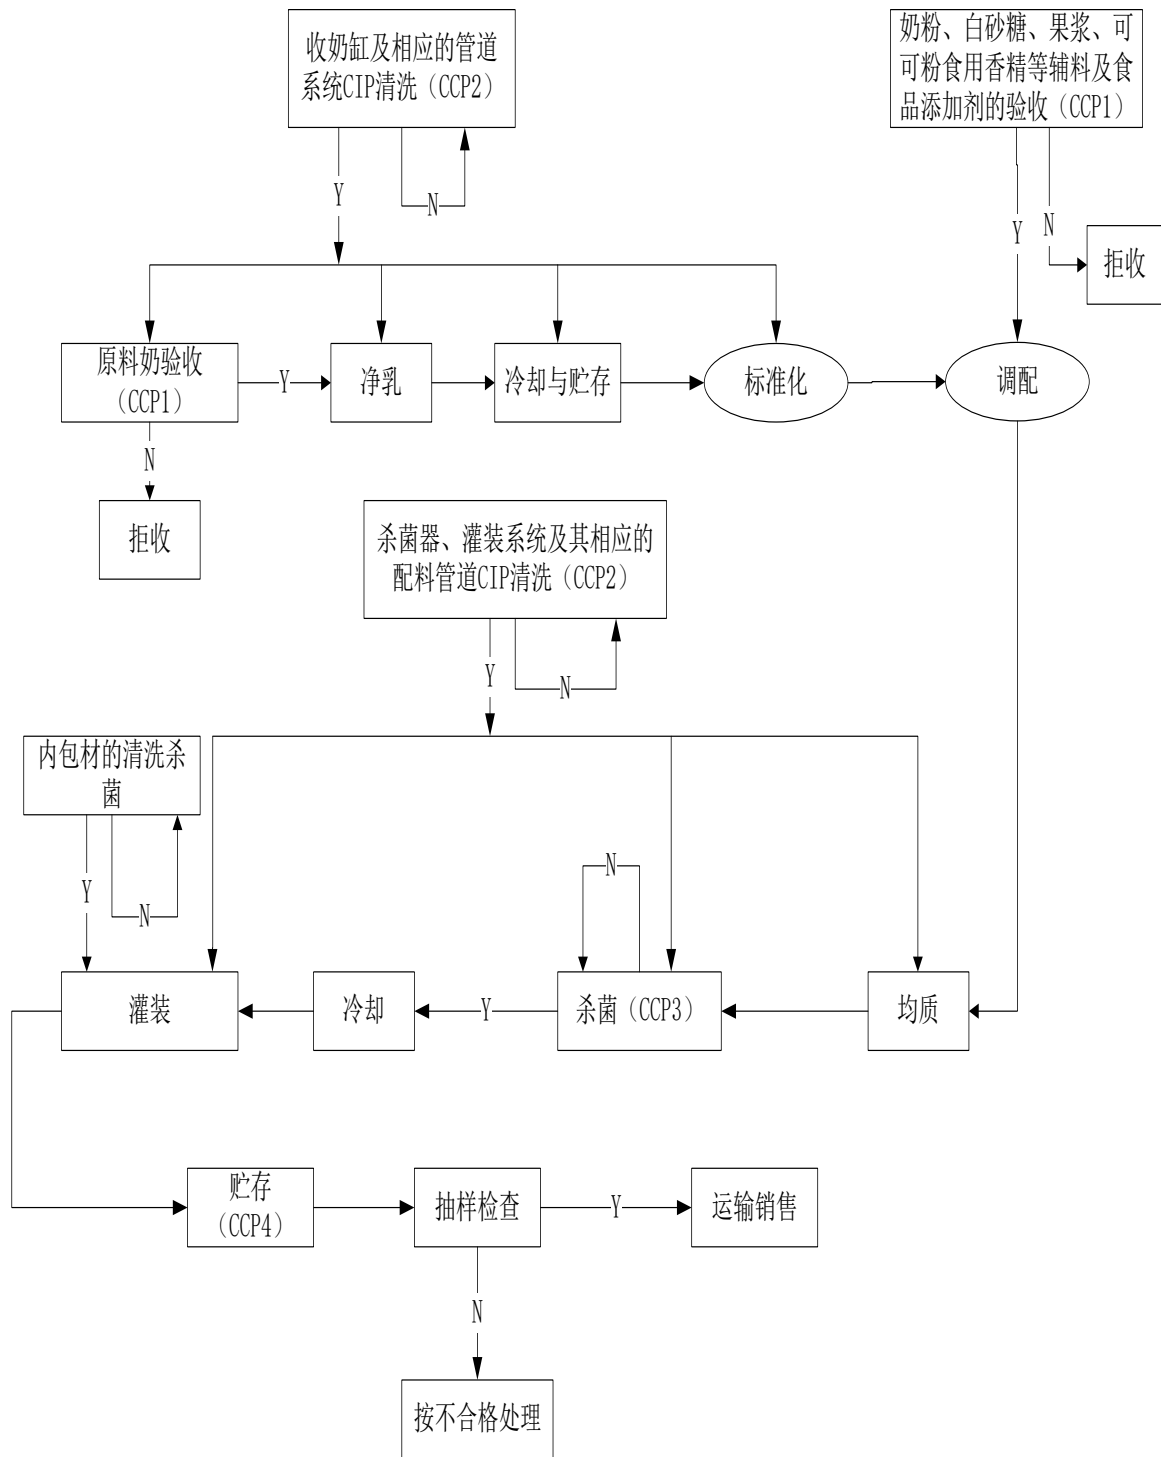 收奶缸及相应的管道
系统CIP清洗（CCP2）
奶粉、白砂糖、果浆、可
可粉食用香精等辅料及食
品添加剂的验收（CCP1）
Y
N
Y
N
拒收
原料奶验收
（CCP1）
Y
净乳
冷却与贮存
标准化
调配
N
拒收
杀菌器、灌装系统及其相应的
配料管道CIP清洗（CCP2）
Y
N
内包材的清洗杀
菌
Y
N
N
灌装
冷却
Y
杀菌（CCP3）
均质
贮存
（CCP4）
抽样检查
Y
运输销售
N
按不合格处理